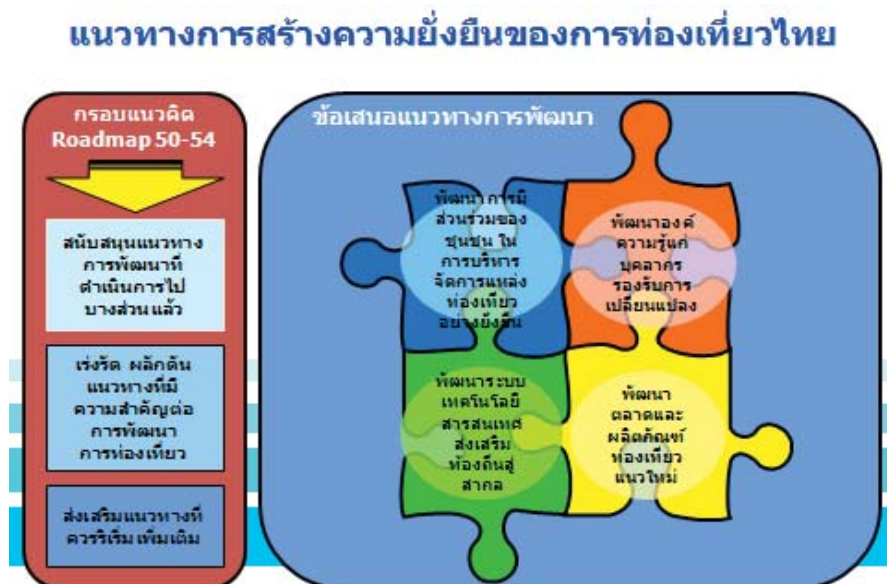 แนวทางการสร้างความยั่งยืนของการท่องเที่ยวไทย
กรอบแนวคิด
Roadmap 50-54
สนับสนุนแนวทาง
การพัฒนาที่
ดำเนินการไป
บางส่วนแล้ว
เร่งรัด ผลักดัน
แนวทางที่มี
ความสำคัญต่อ
การพัฒนา
การท่องเที่ยว
ส่งเสริมแนวทางที่
ควรริเริ่มเพิ่มเติม
ข้อเสนอแนวทางการพัฒนา
พัฒนาการมี
ส่วนร่วมของ
ชุนชน ใน
การบริหาร
จัดการแหล่ง
ท่องเที่ยว
อย่างยั่งยืน
พัฒนาองค์
ความรู้แก่
บุคลากร
รองรับการ
เปลี่ยนแปลง
พัฒนาระบบ
เทคโนโลยี
สารสนเทศ
ส่งเสริม
ท้องถิ่นสู่
สากล
พัฒนา
ตลาดและ
ผลิตภัณฑ์
ท่องเที่ยว
แนวใหม่